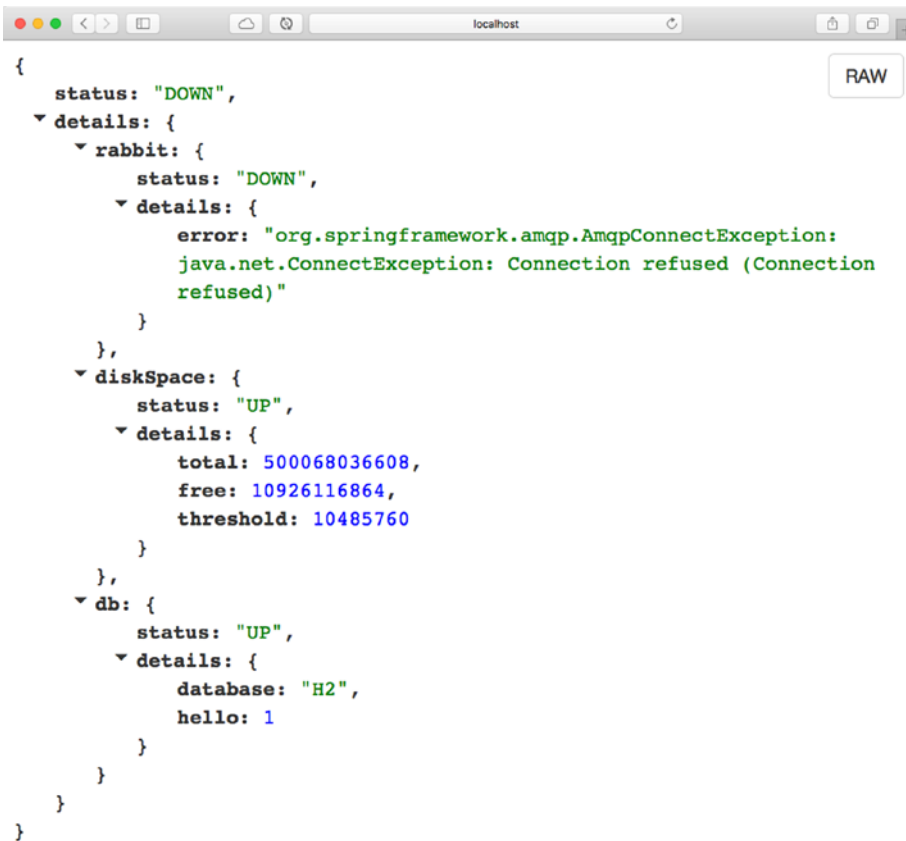 localhost
RAW
{
status: "DOWN",
details: {
rabbit: {
status: "DOWN",
details: {
error: "org.springframework.amqp.AmqpConnectException:
java.net.ConnectException: Connection refused (Connection
refused)"
}
},
diskSpace: {
status: "UP",
details: {
total: 500068036608,
free: 10926116864,
threshold: 10485760
}
},
db: {
status: "UP",
details: {
database: "H2",
hello: 1
}
}
}
}